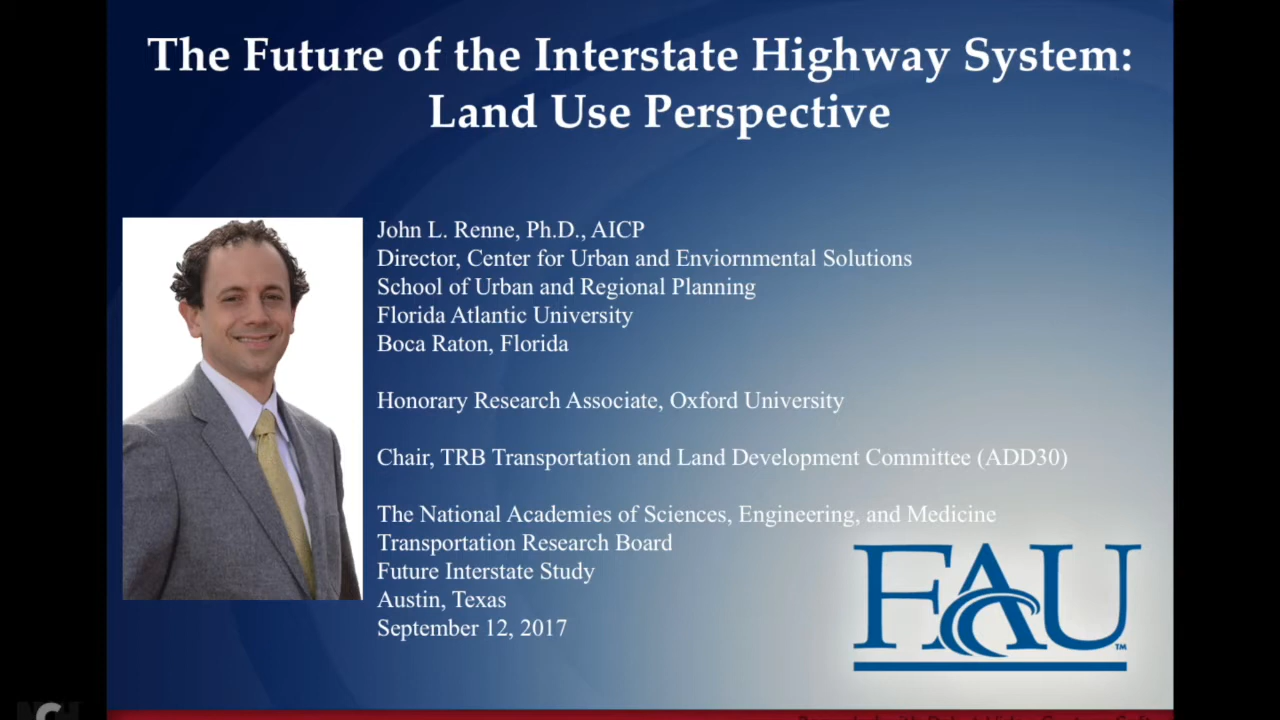 The Future of the Interstate Highway System:
Land Use Perspective
John L. Renne, Ph.D., AICP
Director, Center for Urban and Enviornmental Solutions
School of Urban and Regional Planning
Florida Atlantic University
Boca Raton, Florida
Honorary Research Associate, Oxford University
Chair, TRB Transportation and Land Development Committee (ADD30)
The National Academies of Sciences, Engineering, and Medicine
Transportation Research Board
Future Interstate Study
Austin, Texas
September 12, 2017
FAU™